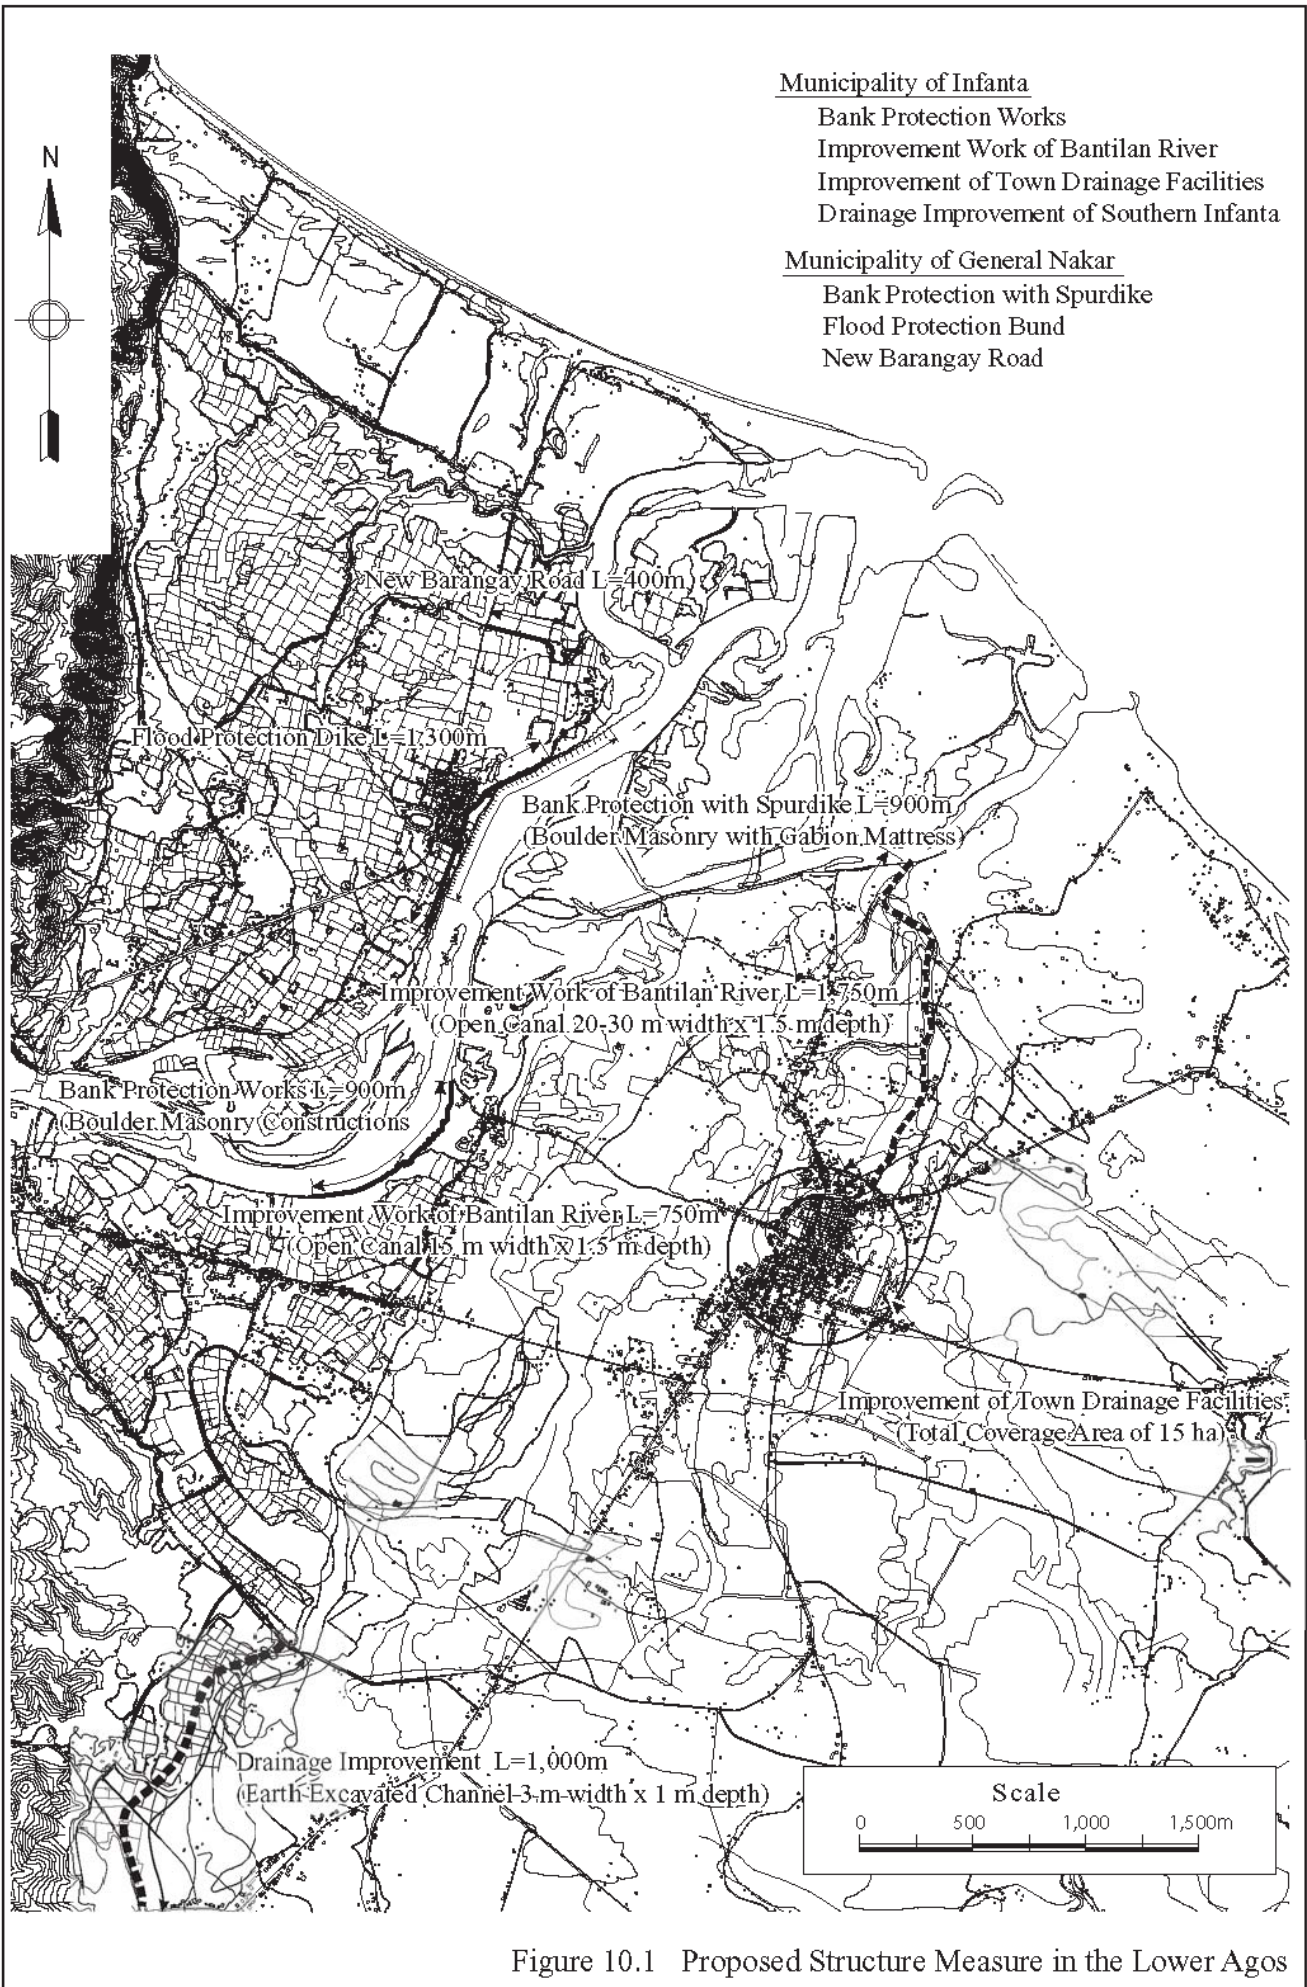 Municipality of Infanta
Bank Protection Works
Improvement Work of Bantilan River
Improvement of Town Drainage Facilities
Drainage Improvement of Southern Infanta
Municipality of General Nakar
Bank Protection with Spurdike
Flood Protection Bund
New Barangay Road
N
New Barangay Road L=400m
Flood Protection Dike L=1,300m
Bank Protection with Spurdike L=900m
(Boulder Masonry with Gabion Mattress)
Improvement Work of Bantilan River L=1,750m
(Open Canal 20-30 m width x 1.5 m depth)
Bank Protection Works L=900m
(Boulder Masonry Constructions
Improvement Work of Bantilan River L=750m
(Open Canal 15 m width x 1.5 m depth)
Improvement of Town Drainage Facilities
(Total Coverage Area of 15 ha)
Drainage Improvement L=1,000m
(Earth Excavated Channel 3 m width x 1 m depth)
Scale
0 500 1,000 1,500m
Figure 10.1 Proposed Structure Measure in the Lower Agos